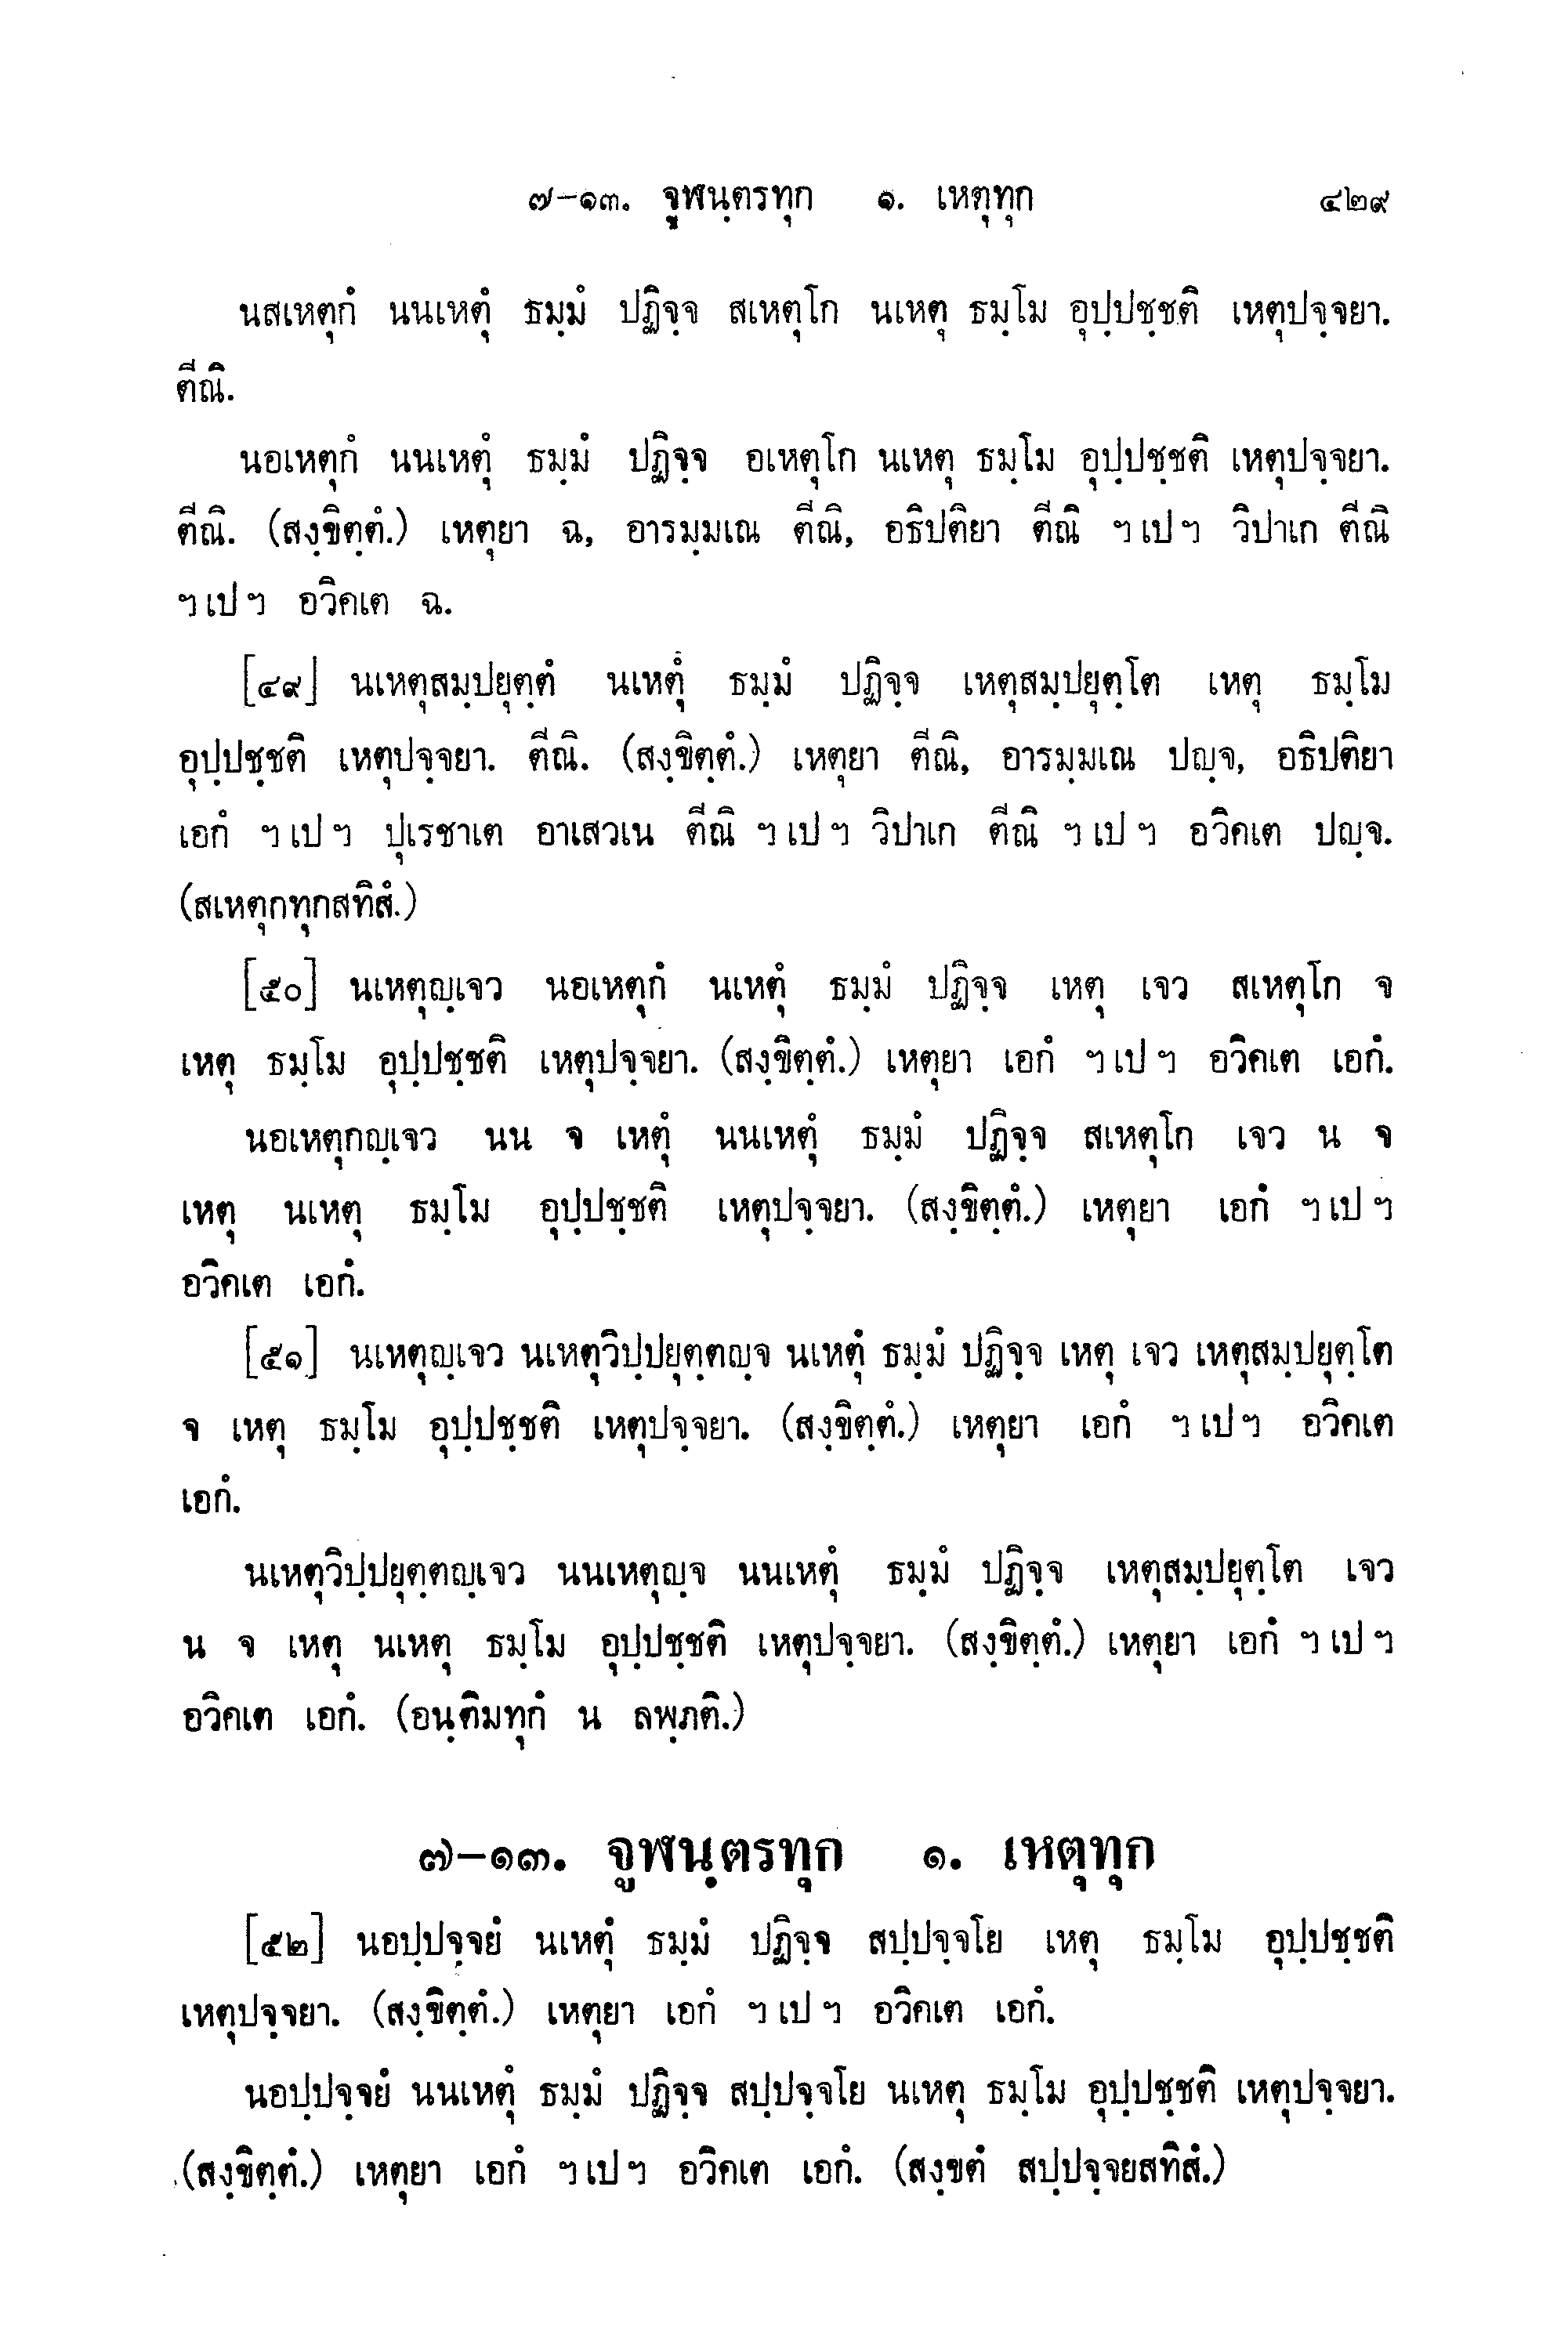 ๗-๑๓. จูฬนฺตรทุก ๑. เหตุทุก ๔๒๙
นสเหตุกํ นนเหตุํ ธมฺมํ ปฏิจฺจ สเหตุโก นเหตุ ธมฺโม อุปฺปชฺชติ เหตุปจฺจยา.
ตีณิ.
นอเหตุกํ นนเหตุํ ธมฺมํ ปฏิจฺจ อเหตุโก นเหตุ ธมฺโม อุปฺปชฺชติ เหตุปจฺจยา.
ตีณิ. (สงฺขิตฺตํ.) เหตุยา ฉ, อารมฺมเณ ตีณิ, อธิปติยา ตีณิ ฯ เป ฯ วิปาเก ตีณิ
ฯ เป ฯ อวิคเต ฉ.
[๔๙] นเหตุสมฺปยุตฺตํ นเหตุํ ธมฺมํ ปฏิจฺจ เหตุสมฺปยุตฺโต เหตุ ธมฺโม
อุปฺปชฺชติ เหตุปจฺจยา. ตีณิ. (สงฺขิตฺตํ.) เหตุยา ตีณิ, อารมฺมเณ ปญฺจ, อธิปติยา
เอกํ ฯ เป ฯ ปุเรชาเต อาเสวเน ตีณิ ฯ เป ฯ วิปาเก ตีณิ ฯ เป ฯ อวิคเต ปญฺจ.
(สเหตุกทุกสทิสํ.)
[๕๐] นเหตุญฺเจว นอเหตุกํ นเหตุํ ธมฺมํ ปฏิจฺจ เหตุ เจว สเหตุโก จ
เหตุ ธมฺโม อุปฺปชฺชติ เหตุปจฺจยา. (สงฺขิตฺตํ.) เหตุยา เอกํ ฯ เป ฯ อวิคเต เอกํ.
นอเหตุกญฺเจว นน จ เหตุํ นนเหตุํ ธมฺมํ ปฏิจฺจ สเหตุโก เจว น จ
เหตุ นเหตุ ธมฺโม อุปฺปชฺชติ เหตุปจฺจยา. (สงฺขิตฺตํ.) เหตุยา เอกํ ฯ เป ฯ
อวิคเต เอกํ.
[๕๑] นเหตุญฺเจว นเหตุวิปฺปยุตฺตญฺจ นเหตุํ ธมฺมํ ปฏิจฺจ เหตุ เจว เหตุสมฺปยุตฺโต
จ เหตุ ธมฺโม อุปฺปชฺชติ เหตุปจฺจยา. (สงฺขิตฺตํ.) เหตุยา เอกํ ฯ เป ฯ อวิคเต
เอกํ.
นเหตุวิปฺปยุตฺตญฺเจว นนเหตุญฺจ นนเหตุํ ธมฺมํ ปฏิจฺจ เหตุสมฺปยุตฺโต เจว
น จ เหตุ นเหตุ ธมฺโม อุปฺปชฺชติ เหตุปจฺจยา. (สงฺขิตฺตํ.) เหตุยา เอกํ ฯ เป ฯ
อวิคเต เอกํ. (อนฺติมทุกํ น ลพฺภติ.)
๗-๑๓. จูฬนฺตรทุก ๑. เหตุทุก
[๕๒] นอปฺปจฺจยํ นเหตุํ ธมฺมํ ปฏิจฺจ สปฺปจฺจโย เหตุ ธมฺโม อุปฺปชฺชติ
เหตุปจฺจยา. (สงฺขิตฺตํ.) เหตุยา เอกํ ฯ เป ฯ อวิคเต เอกํ.
นอปฺปจฺจยํ นนเหตุํ ธมฺมํ ปฏิจฺจ สปฺปจฺจโย นเหตุ ธมฺโม อุปฺปชฺชติ เหตุปจฺจยา.
(สงฺขิตฺตํ.) เหตุยา เอกํ ฯ เป ฯ อวิคเต เอกํ. (สงฺขตํ สปฺปจฺจยสทิสํ.)